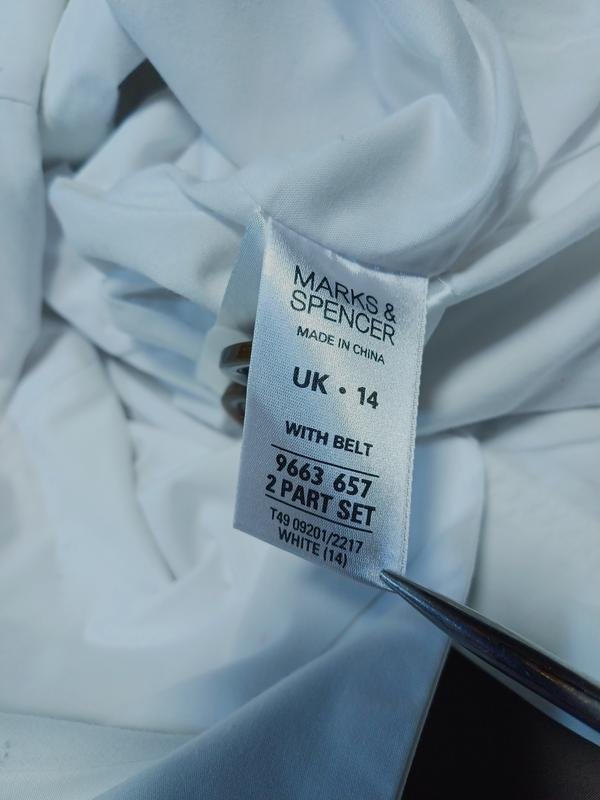 MARKS &
SPENCER
MADE IN CHINA
UK • 14
WITH BELT
9663 657
2 PART SET
T49 09201/2217
WHITE (14)